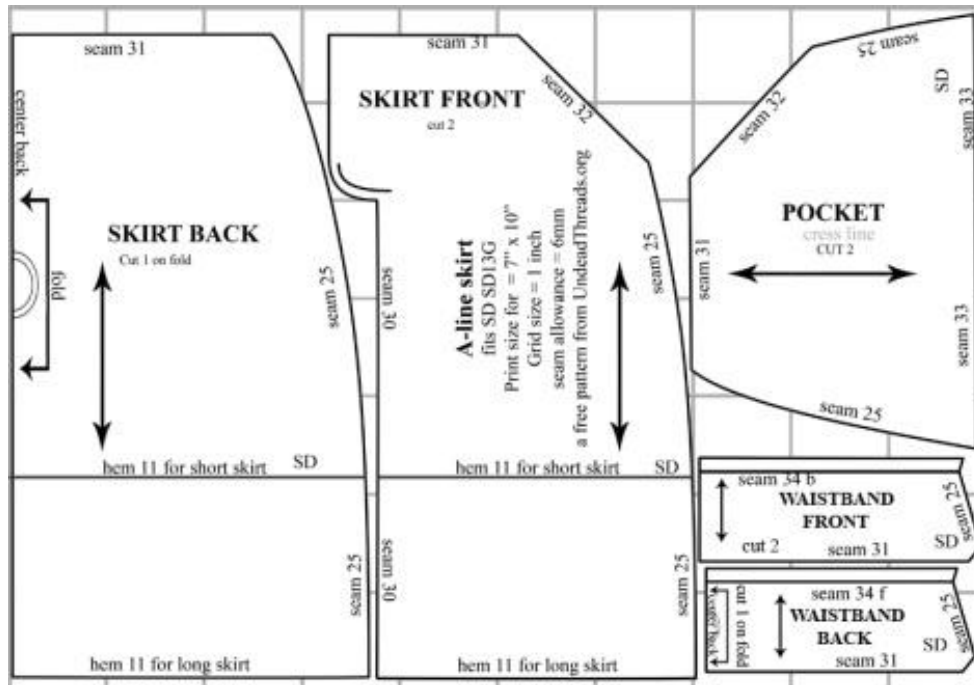 seam 31
center back
fold
SKIRT BACK
Cut 1 on fold
seam 25
hem 11 for short skirt
SD
seam 25
hem 11 for long skirt
seam 31
SKIRT FRONT
cut 2
seam 32
seam 30
A-line skirt
fits SD SD13G
Print size for = 7" x 10"
Grid size = 1 inch
seam allowance = 6mm
a free pattern from UndeadThreads.org
seam 25
hem 11 for short skirt
SD
seam 30
seam 25
hem 11 for long skirt
seam 25
SD
seam 33
seam 32
POCKET
cress line
CUT 2
seam 31
seam 33
seam 25
seam 34 b
WAISTBAND
FRONT
seam 25
SD
cut 2
seam 31
seam 34 f
cut 1 on fold
center back
WAISTBAND
BACK
seam 25
SD
seam 31